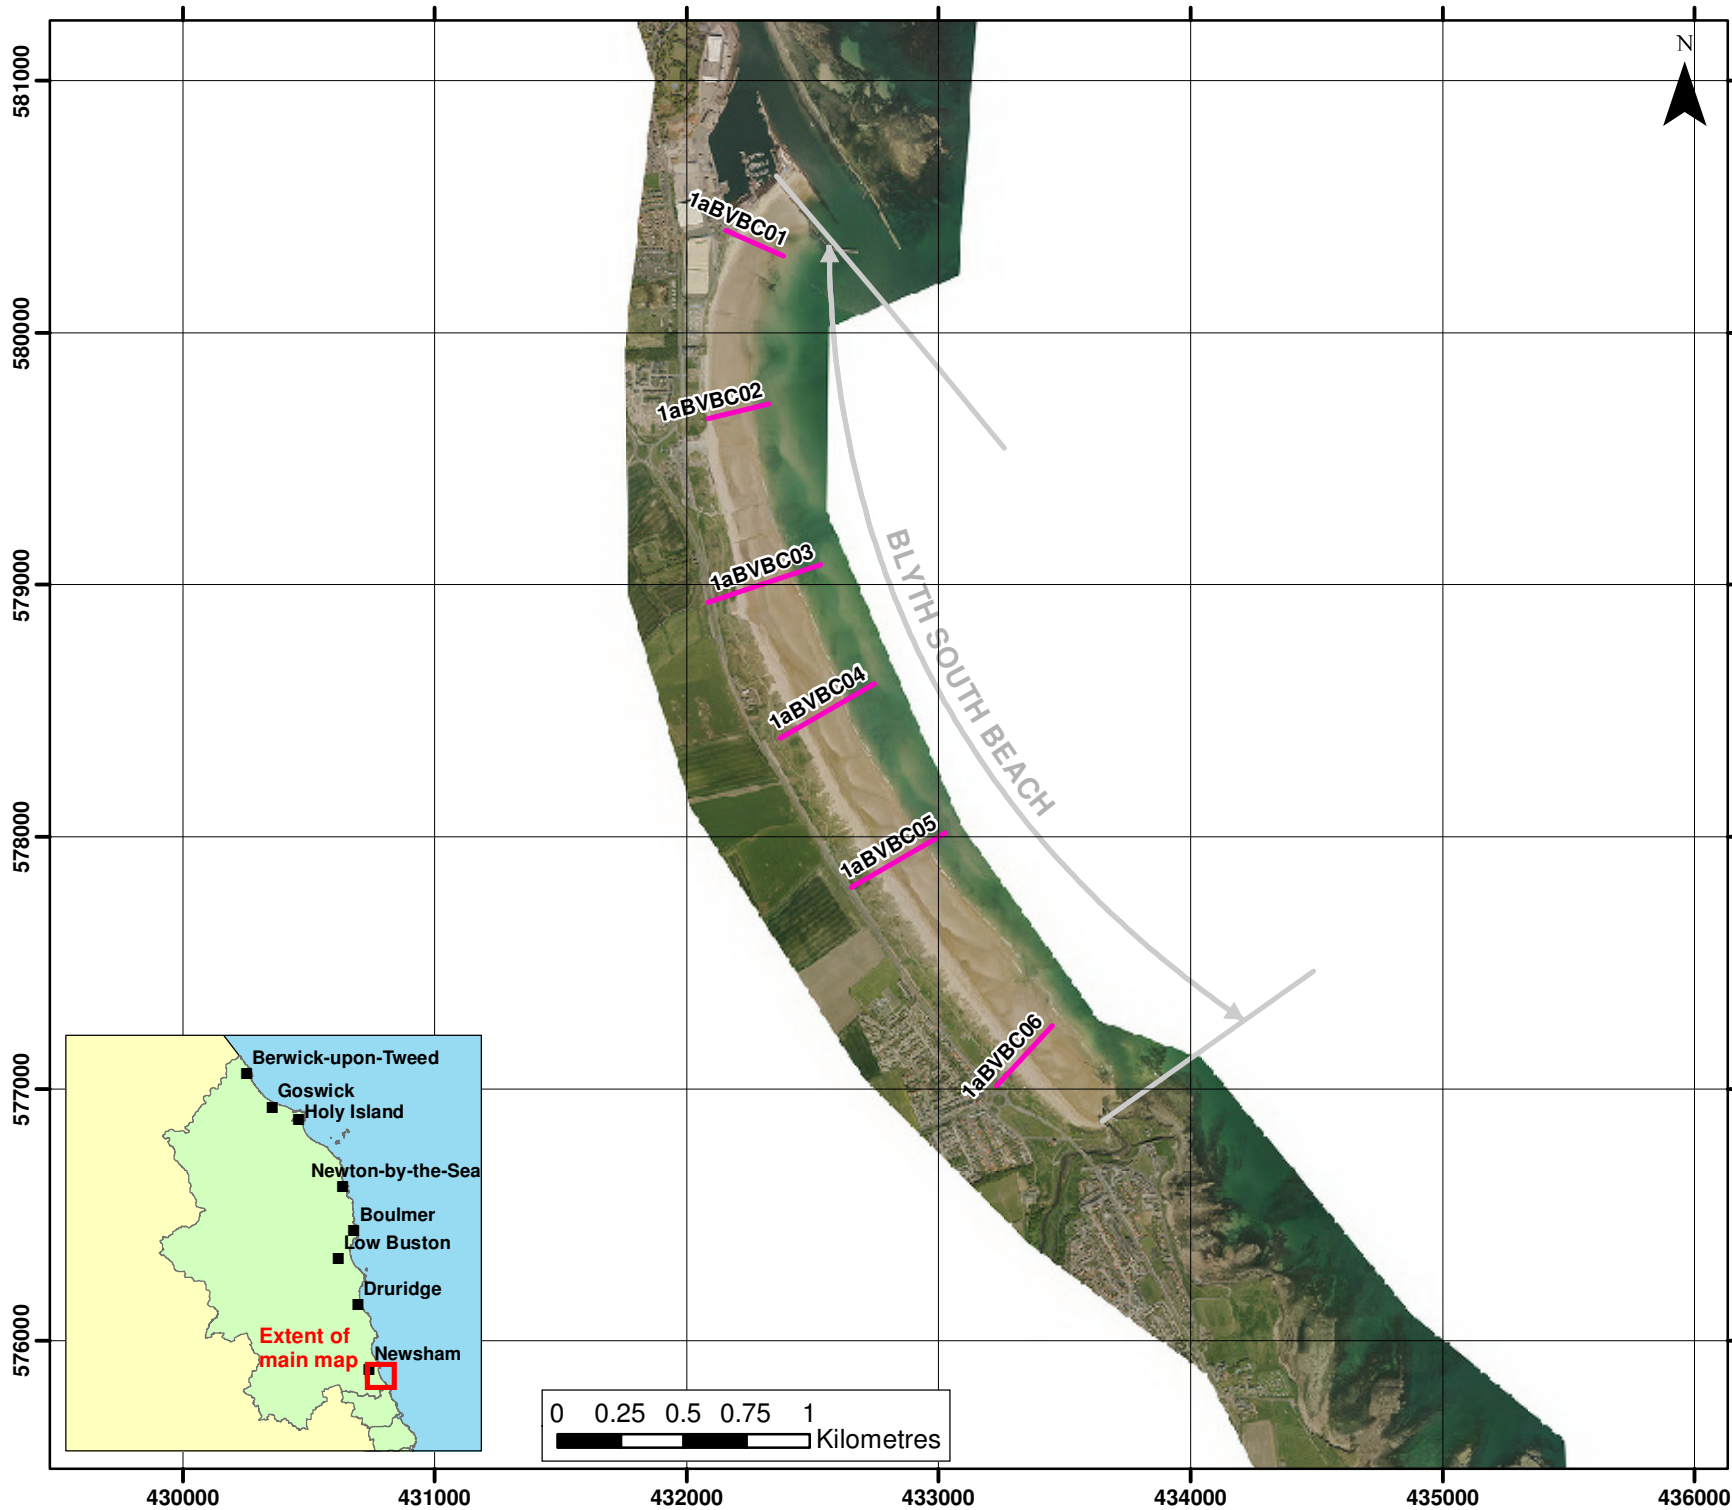 N
581000
580000
579000
578000
577000
576000
1aBVBC01
1aBVBC02
1aBVBC03
1aBVBC04
1aBVBC05
1aBVBC06
BLYTH SOUTH BEACH
Berwick-upon-Tweed
Goswick
Holy Island
Newton-by-the-Sea
Boulmer
Low Buston
Druridge
Extent of
main map
Newsham
0 0.25 0.5 0.75 1
Kilometres
430000 431000 432000 433000 434000 435000 436000